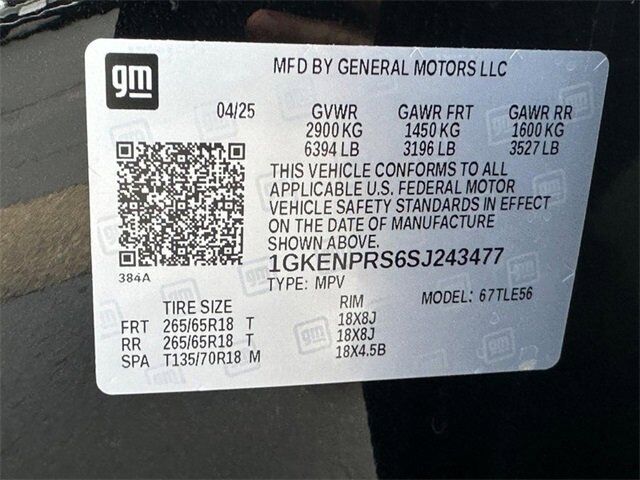 gm
MFD BY GENERAL MOTORS LLC
04/25 GVWR GAWR FRT GAWR RR
2900 KG 1450 KG 1600 KG
6394 LB 3196 LB 3527 LB
THIS VEHICLE CONFORMS TO ALL
APPLICABLE U.S. FEDERAL MOTOR
VEHICLE SAFETY STANDARDS IN EFFECT
ON THE DATE OF MANUFACTURE
SHOWN ABOVE.
384A
1GKENPRS6SJ243477
TYPE: MPV MODEL: 67TLE56
TIRE SIZE RIM
FRT 265/65R18 T 18X8J
RR 265/65R18 T 18X8J
SPA T135/70R18 M 18X4.5B